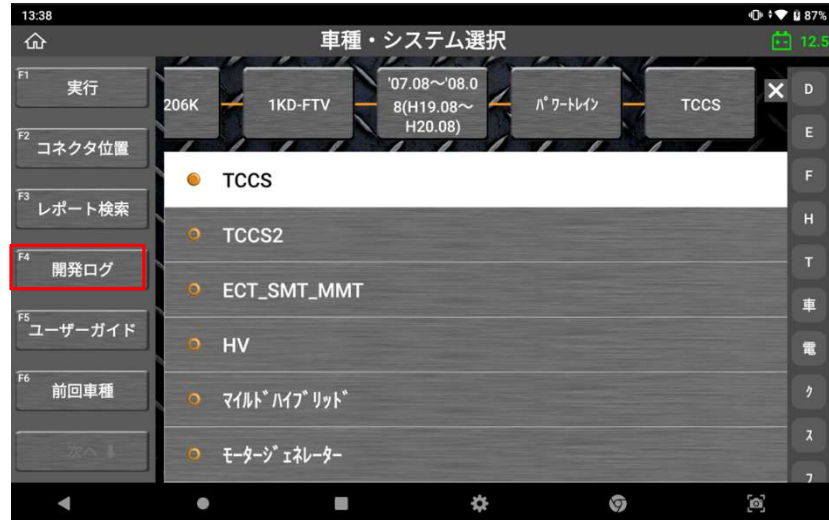 13:38
87%
車種・システム選択
12.5
F1
実行
F2
コネクタ位置
F3
レポート検索
F4
開発ログ
F5
ユーザーガイド
F6
前回車種
次へ ⬇
206K
1KD-FTV
'07.08～'08.0
8(H19.08～
H20.08)
ﾊﾟﾜｰﾄﾚｲﾝ
TCCS
TCCS
TCCS2
ECT_SMT_MMT
HV
ﾏｲﾙﾄﾞﾊｲﾌﾞﾘｯﾄﾞ
ﾓｰﾀｰｼﾞｪﾈﾚｰﾀｰ
D
E
F
H
T
車
電
ｸ
ｽ
ﾌ